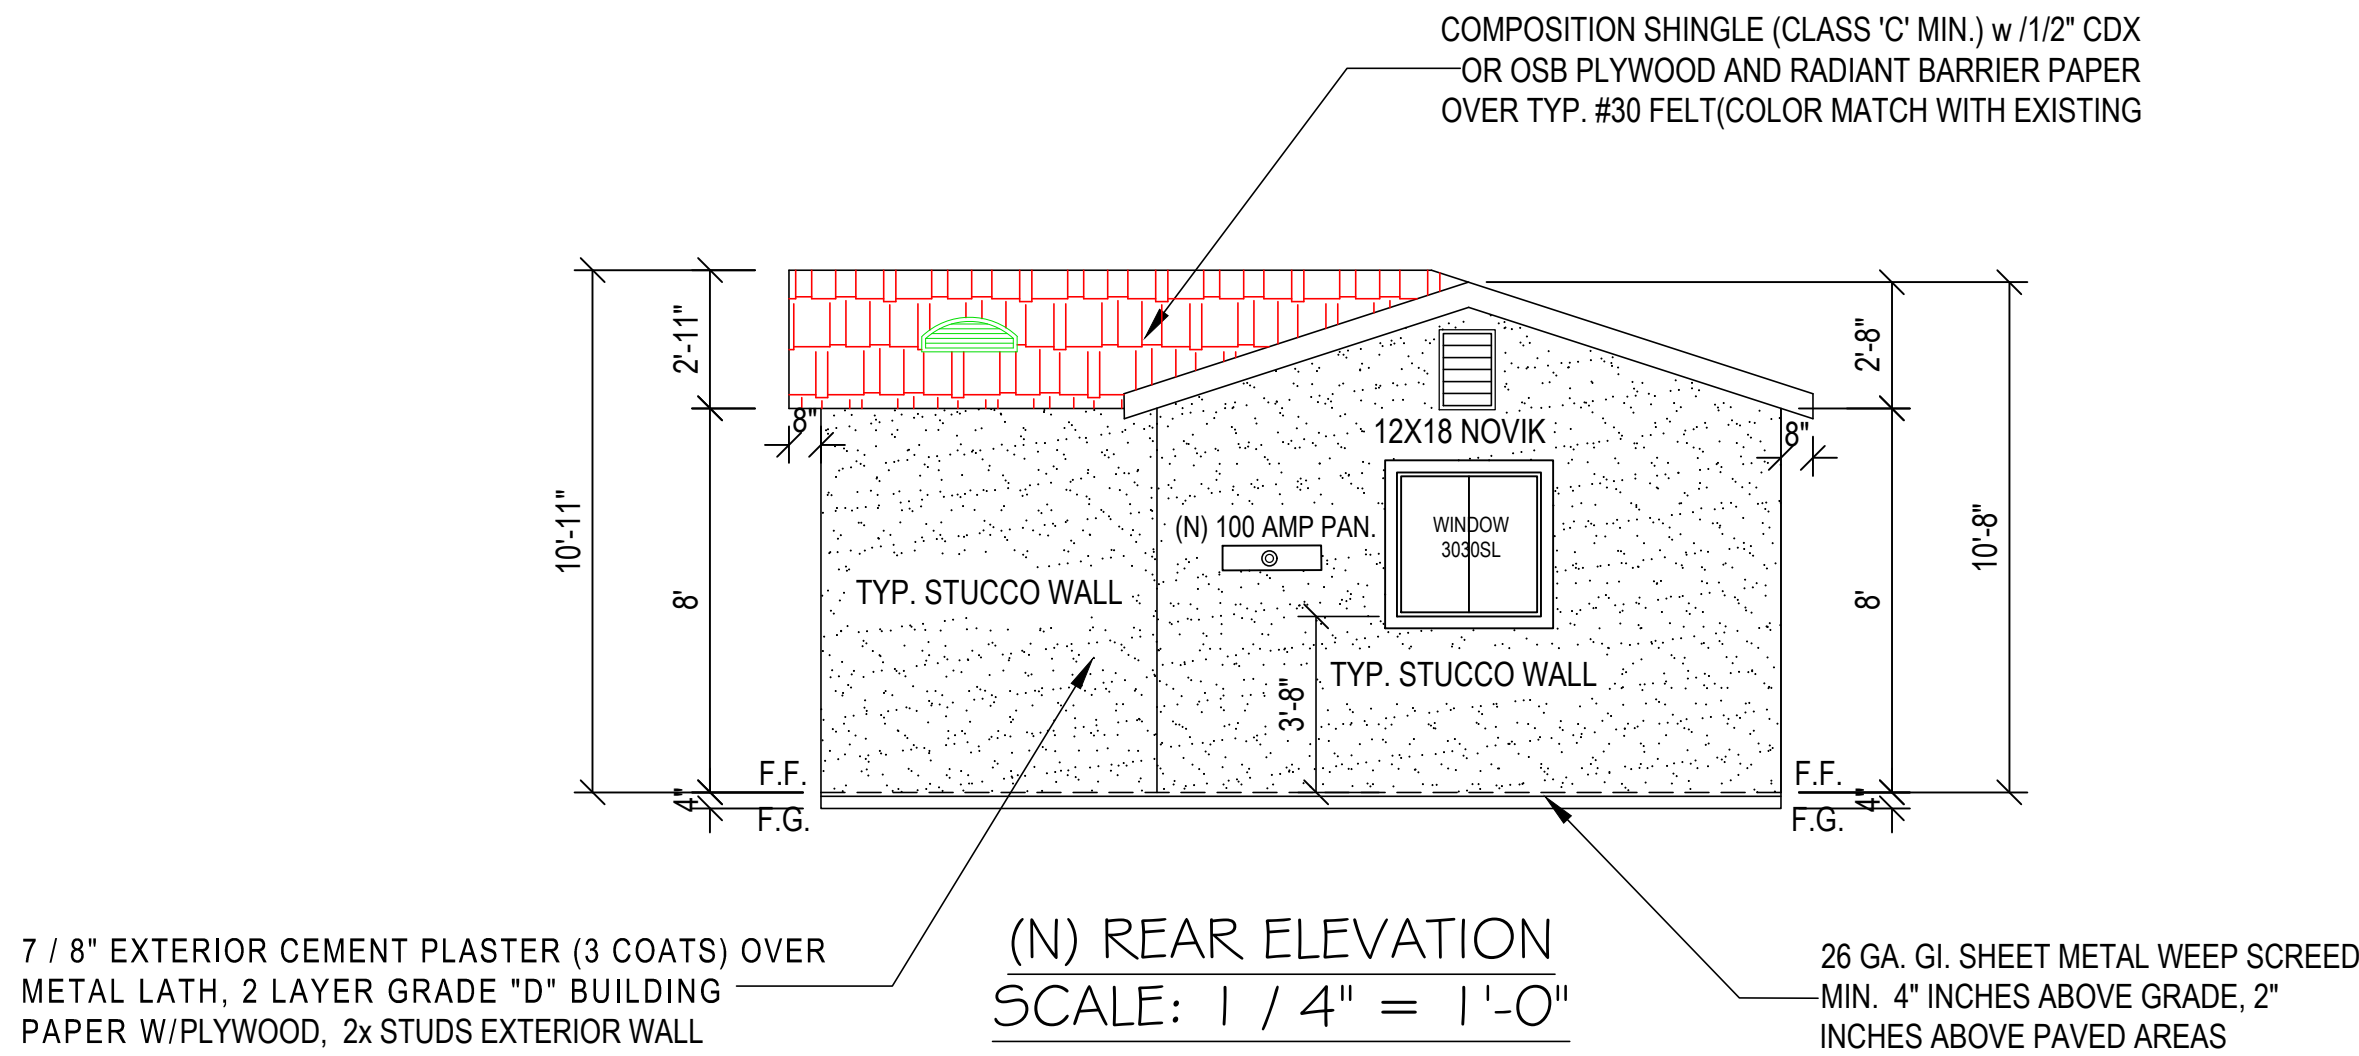 COMPOSITION SHINGLE (CLASS 'C' MIN.) w /1/2" CDX
OR OSB PLYWOOD AND RADIANT BARRIER PAPER
OVER TYP. #30 FELT(COLOR MATCH WITH EXISTING
2'-11"
2'-8"
8"
12X18 NOVIK
8"
10'-11"
(N) 100 AMP PAN.
WINDOW
3030SL
10'-8"
8'
TYP. STUCCO WALL
8'
3'-8"
TYP. STUCCO WALL
F.F.
F.F.
4"
4"
F.G.
F.G.
7 / 8" EXTERIOR CEMENT PLASTER (3 COATS) OVER
METAL LATH, 2 LAYER GRADE "D" BUILDING
PAPER W/PLYWOOD, 2x STUDS EXTERIOR WALL
(N) REAR ELEVATION
SCALE: 1 / 4" = 1'-0"
26 GA. GI. SHEET METAL WEEP SCREED
MIN. 4" INCHES ABOVE GRADE, 2"
INCHES ABOVE PAVED AREAS